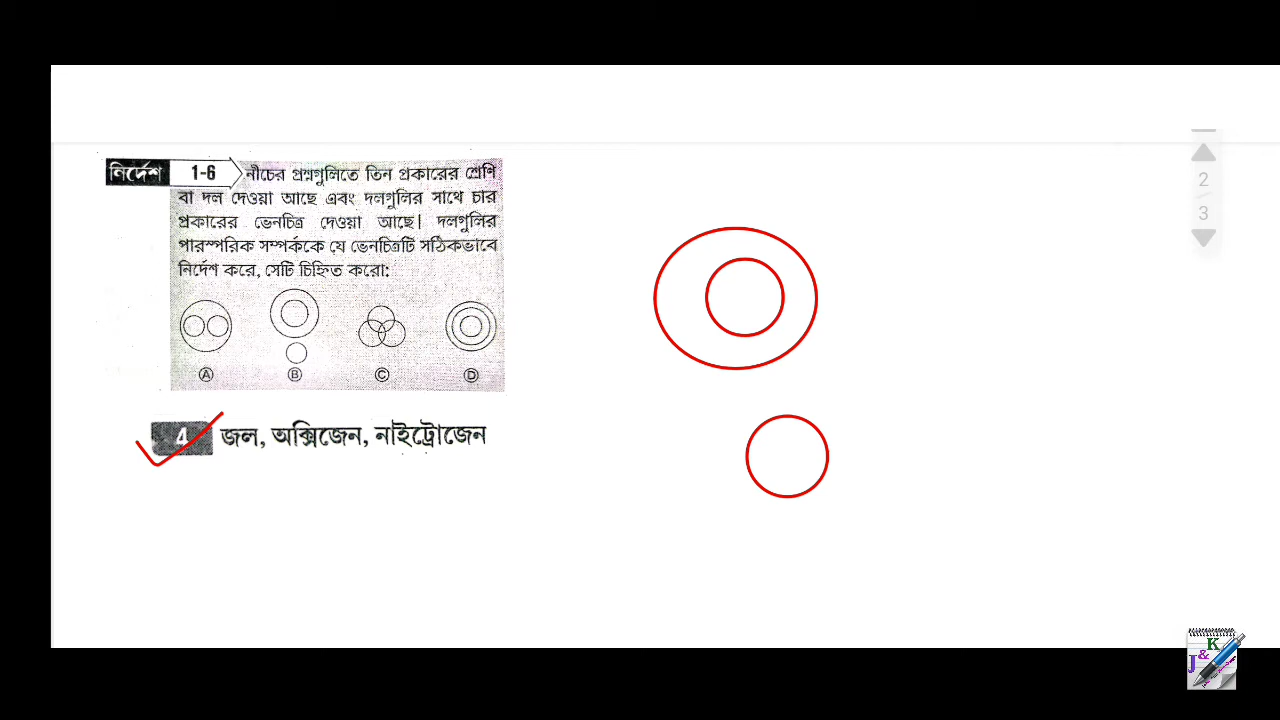 নির্দেশ 1-6 নীচের প্রশ্নগুলিতে তিন প্রকারের শ্রেণি
বা দল দেওয়া আছে এবং দলগুলির সাথে চার
প্রকারের ভেনচিত্র দেওয়া আছে। দলগুলির
পারস্পরিক সম্পর্ককে যে ভেনচিত্রটি সঠিকভাবে
নির্দেশ করে, সেটি চিহ্নিত করো:
A B C D
4 জল, অক্সিজেন, নাইট্রোজেন
2
3
J&K